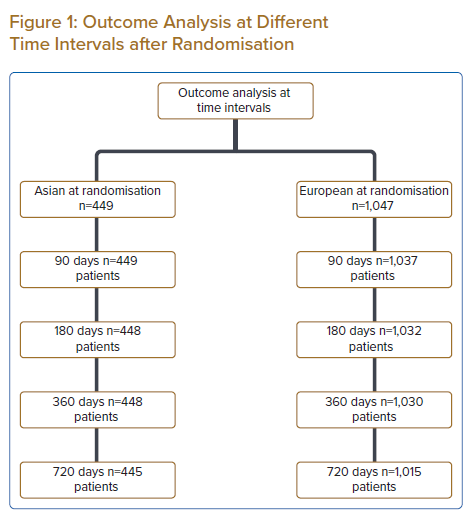 Figure 1: Outcome Analysis at Different
Time Intervals after Randomisation
Outcome analysis at
time intervals
Asian at randomisation
n=449
90 days n=449
patients
180 days n=448
patients
360 days n=448
patients
720 days n=445
patients
European at randomisation
n=1,047
90 days n=1,037
patients
180 days n=1,032
patients
360 days n=1,030
patients
720 days n=1,015
patients